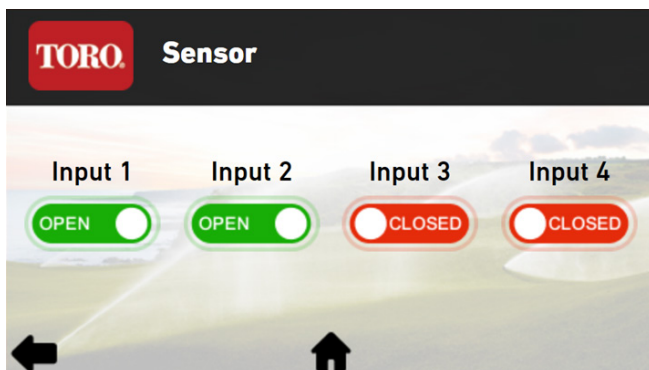 TORO. Sensor
Input 1 Input 2 Input 3 Input 4
OPEN OPEN CLOSED CLOSED